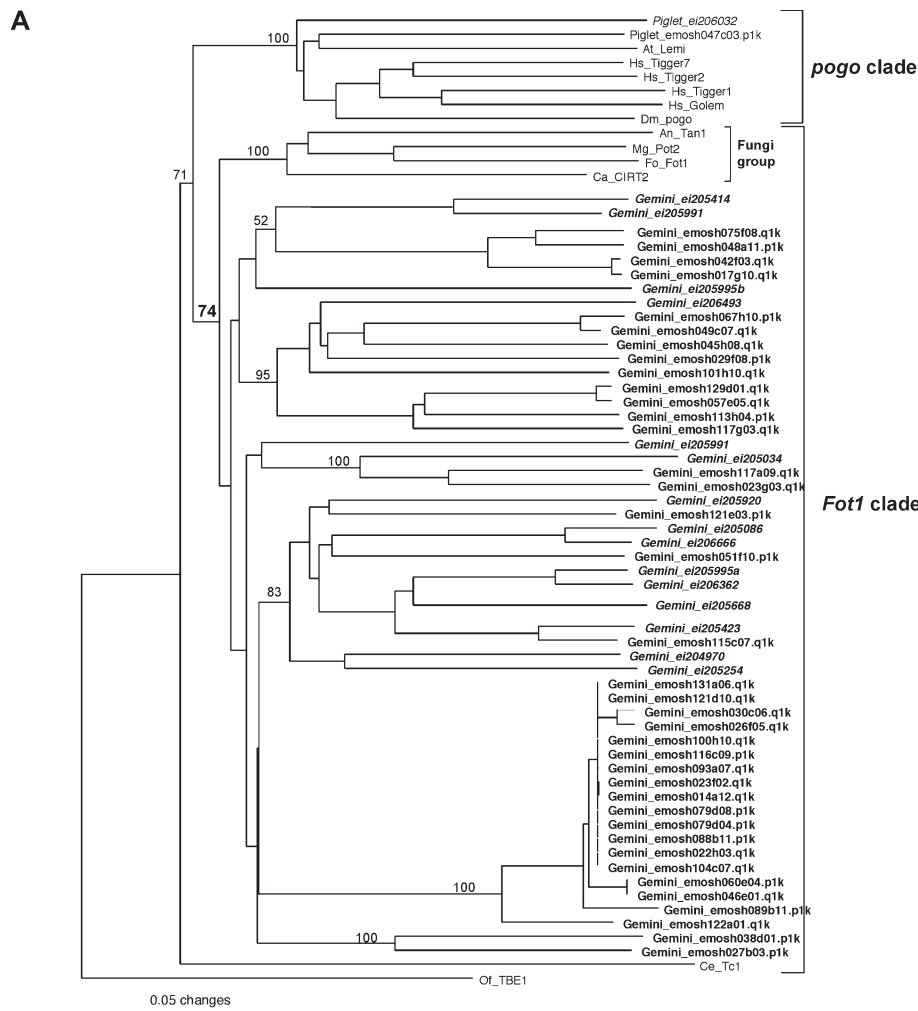 A
Piglet_ei206032
100
Piglet_emosh047c03.p1k
At_Lemi
Hs_Tigger7
pogo clade
Hs_Tigger2
Hs_Tigger1
Hs_Golem
Dm_pogo
An_Tan1
Fungi
group
100
Mg_Pot2
Fo_Fot1
71
Ca_CIRT2
Gemini_ei205414
52
Gemini_ei205991
Gemini_emosh075f08.q1k
Gemini_emosh048a11.p1k
Gemini_emosh042f03.q1k
Gemini_emosh017g10.q1k
Gemini_ei205995b
74
Gemini_ei206493
Gemini_emosh067h10.p1k
Gemini_emosh049c07.q1k
Gemini_emosh045h08.q1k
Gemini_emosh029f08.p1k
95
Gemini_emosh101h10.q1k
Gemini_emosh129d01.q1k
Gemini_emosh057e05.q1k
Gemini_emosh113h04.p1k
Gemini_emosh117g03.q1k
Gemini_ei205991
100
Gemini_ei205034
Gemini_emosh117a09.q1k
Gemini_emosh023g03.q1k
Gemini_ei205920
Fot1 clade
Gemini_emosh121e03.p1k
Gemini_ei205086
Gemini_ei206666
Gemini_emosh051f10.p1k
Gemini_ei205995a
Gemini_ei206362
83
Gemini_ei205668
Gemini_ei205423
Gemini_emosh115c07.q1k
Gemini_ei204970
Gemini_ei205254
Gemini_emosh131a06.q1k
Gemini_emosh121d10.q1k
Gemini_emosh030c06.q1k
Gemini_emosh026f05.q1k
Gemini_emosh100h10.q1k
Gemini_emosh116c09.p1k
Gemini_emosh093a07.q1k
Gemini_emosh023f02.q1k
Gemini_emosh014a12.q1k
Gemini_emosh079d08.p1k
Gemini_emosh079d04.p1k
Gemini_emosh088b11.p1k
Gemini_emosh022h03.q1k
Gemini_emosh104c07.q1k
100
Gemini_emosh060e04.p1k
Gemini_emosh046e01.q1k
Gemini_emosh089b11.p1k
Gemini_emosh122a01.q1k
100
Gemini_emosh038d01.p1k
Gemini_emosh027b03.p1k
Ce_Tc1
Of_TBE1
0.05 changes